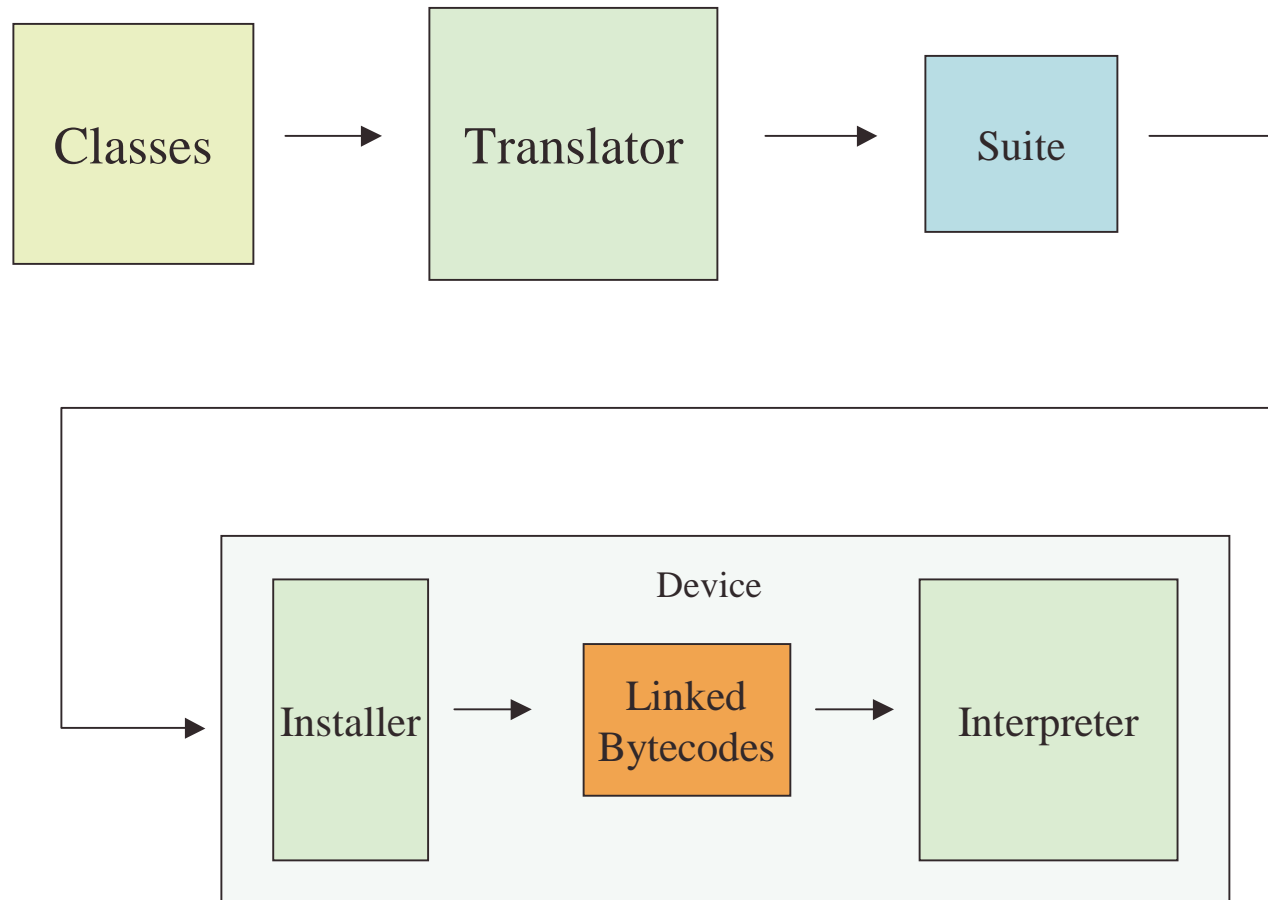 Classes
Translator
Suite
Device
Installer
Linked
Bytecodes
Interpreter